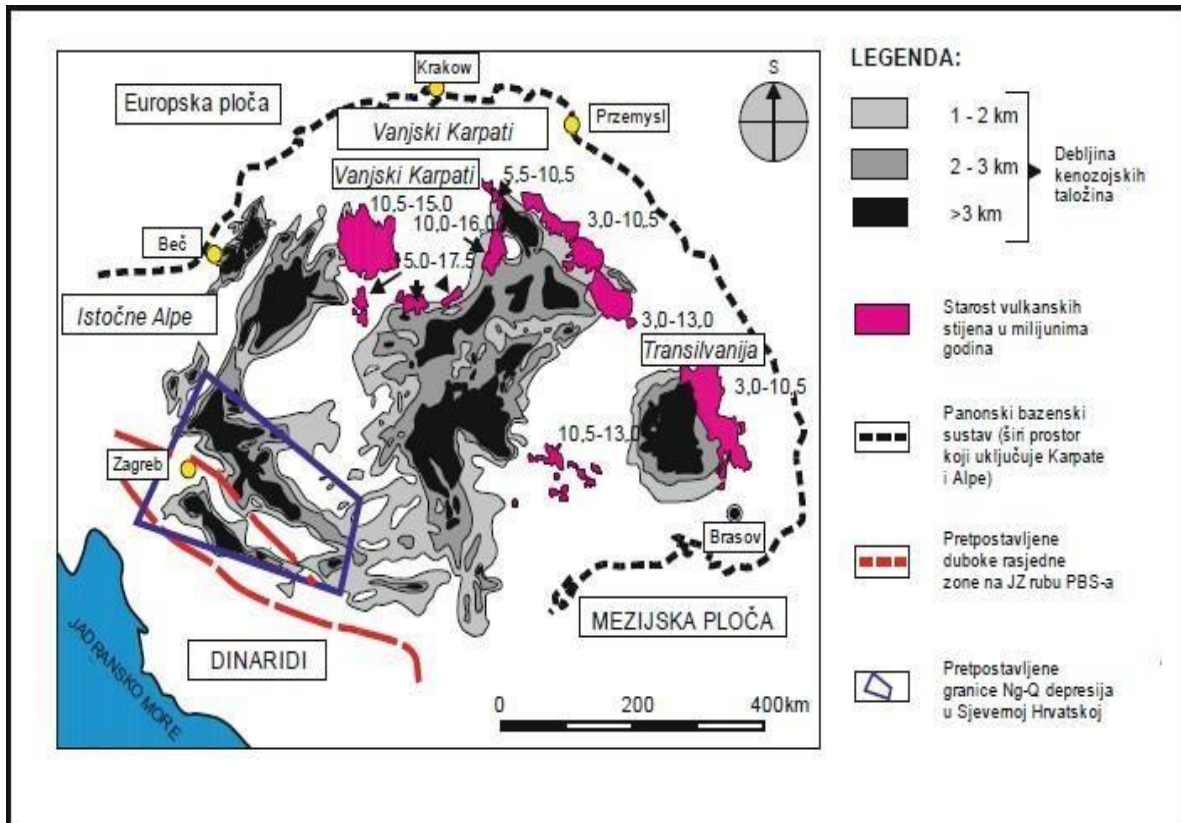 Krakow
S
Europska ploča
Vanjski Karpati
Przemysl
Vanjski Karpati
5,5-10,5
10,5-15,0
10,0-16,0
3,0-10,5
Beč
15.0-17.5
Istočne Alpe
3,0-13,0
Transilvanija
3,0-10,5
10,5-13,0
Zagreb
Brasov
MEZIJSKA PLOČA
DINARIDI
JADRANSKO MORE
0 200 400km
LEGENDA:
1 - 2 km
2 - 3 km
>3 km
Debljina
kenozojskih
taložina
Starost vulkanskih
stijena u milijunima
godina
Panonski bazenski
sustav (širi prostor
koji uključuje Karpate
i Alpe)
Pretpostavljene
duboke rasjedne
zone na JZ rubu PBS-a
Pretpostavljene
granice Ng-Q depresija
u Sjevernoj Hrvatskoj